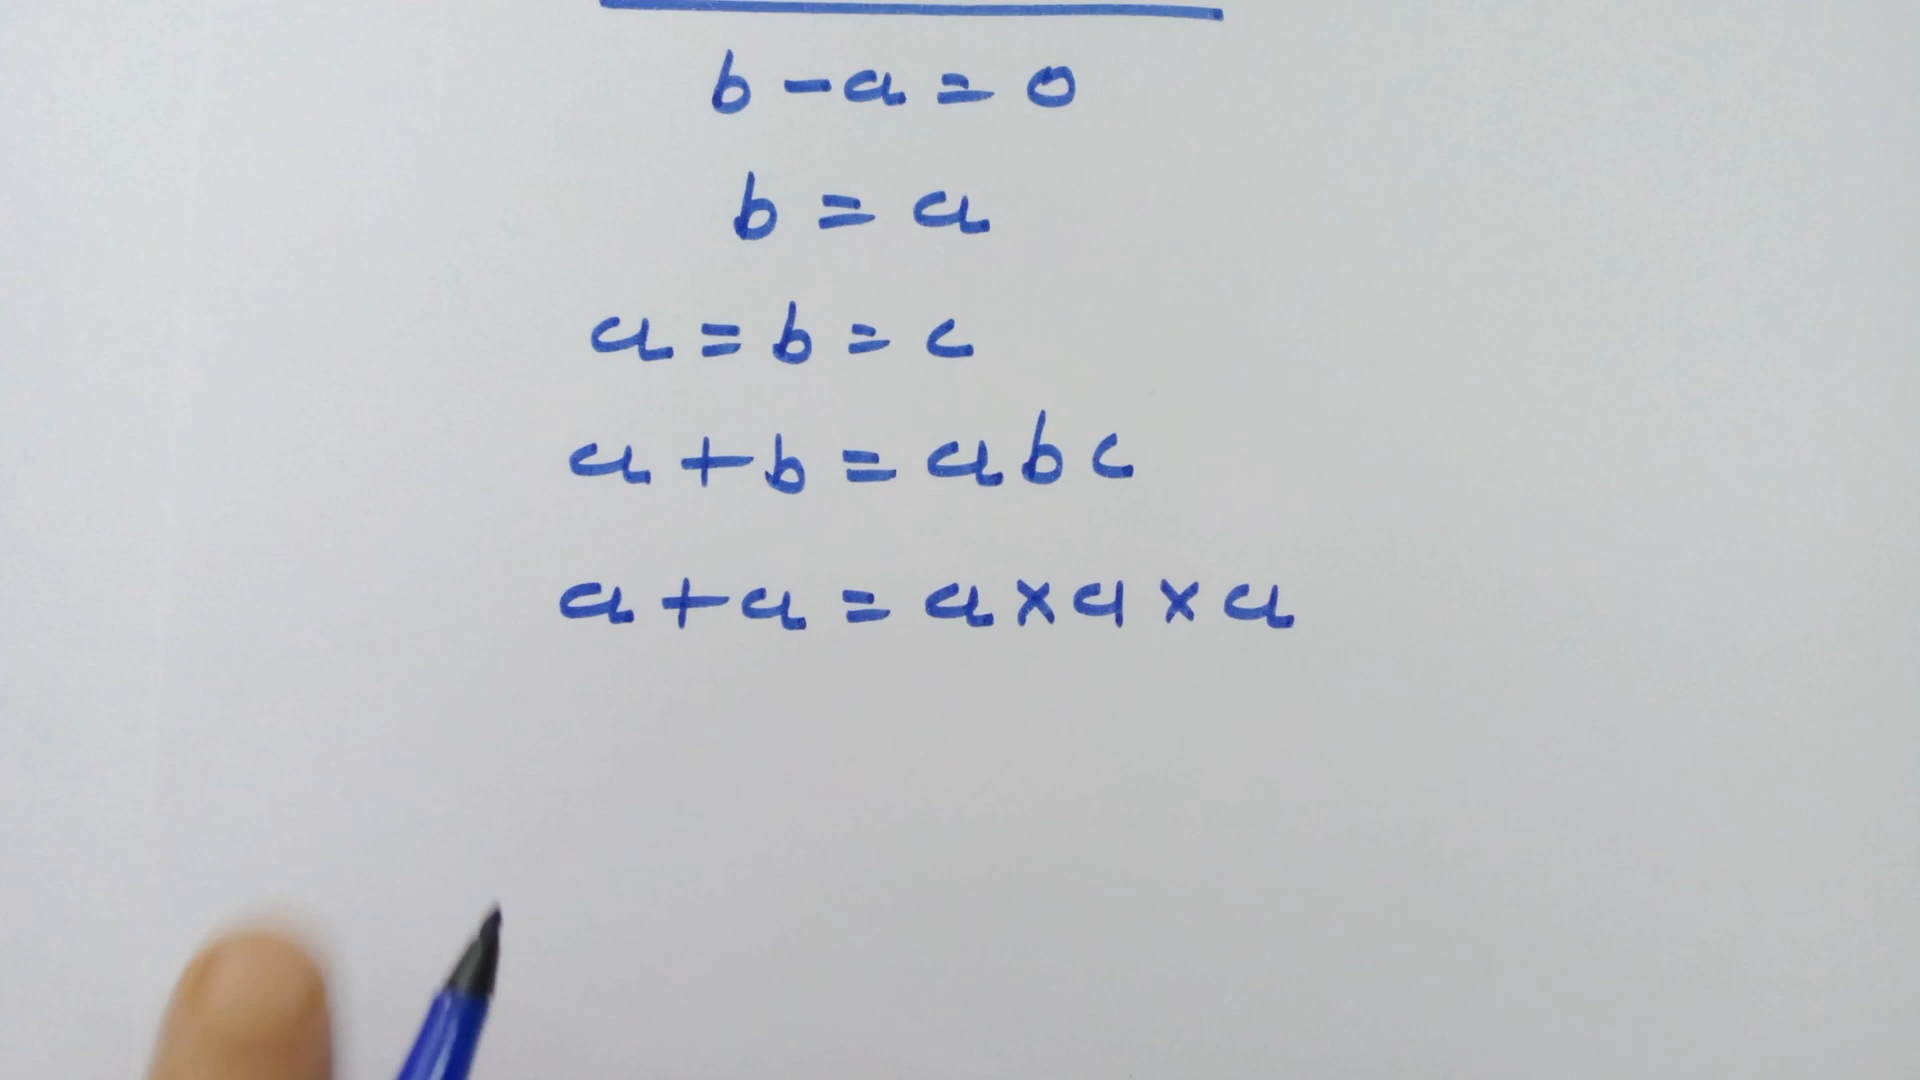 b - a = 0
b = a
a = b = c
a + b = abc
a + a = a × a × a